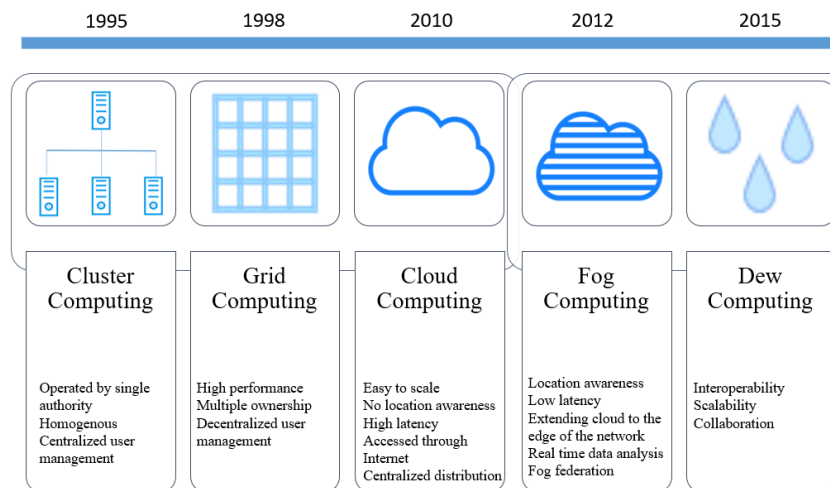 1995
1998
2010
2012
2015
Cluster
Computing
Operated by single
authority
Homogenous
Centralized user
management
Grid
Computing
High performance
Multiple ownership
Decentralized user
management
Cloud
Computing
Easy to scale
No location awareness
High latency
Accessed through
Internet
Centralized distribution
Fog
Computing
Location awareness
Low latency
Extending cloud to the
edge of the network
Real time data analysis
Fog federation
Dew
Computing
Interoperability
Scalability
Collaboration